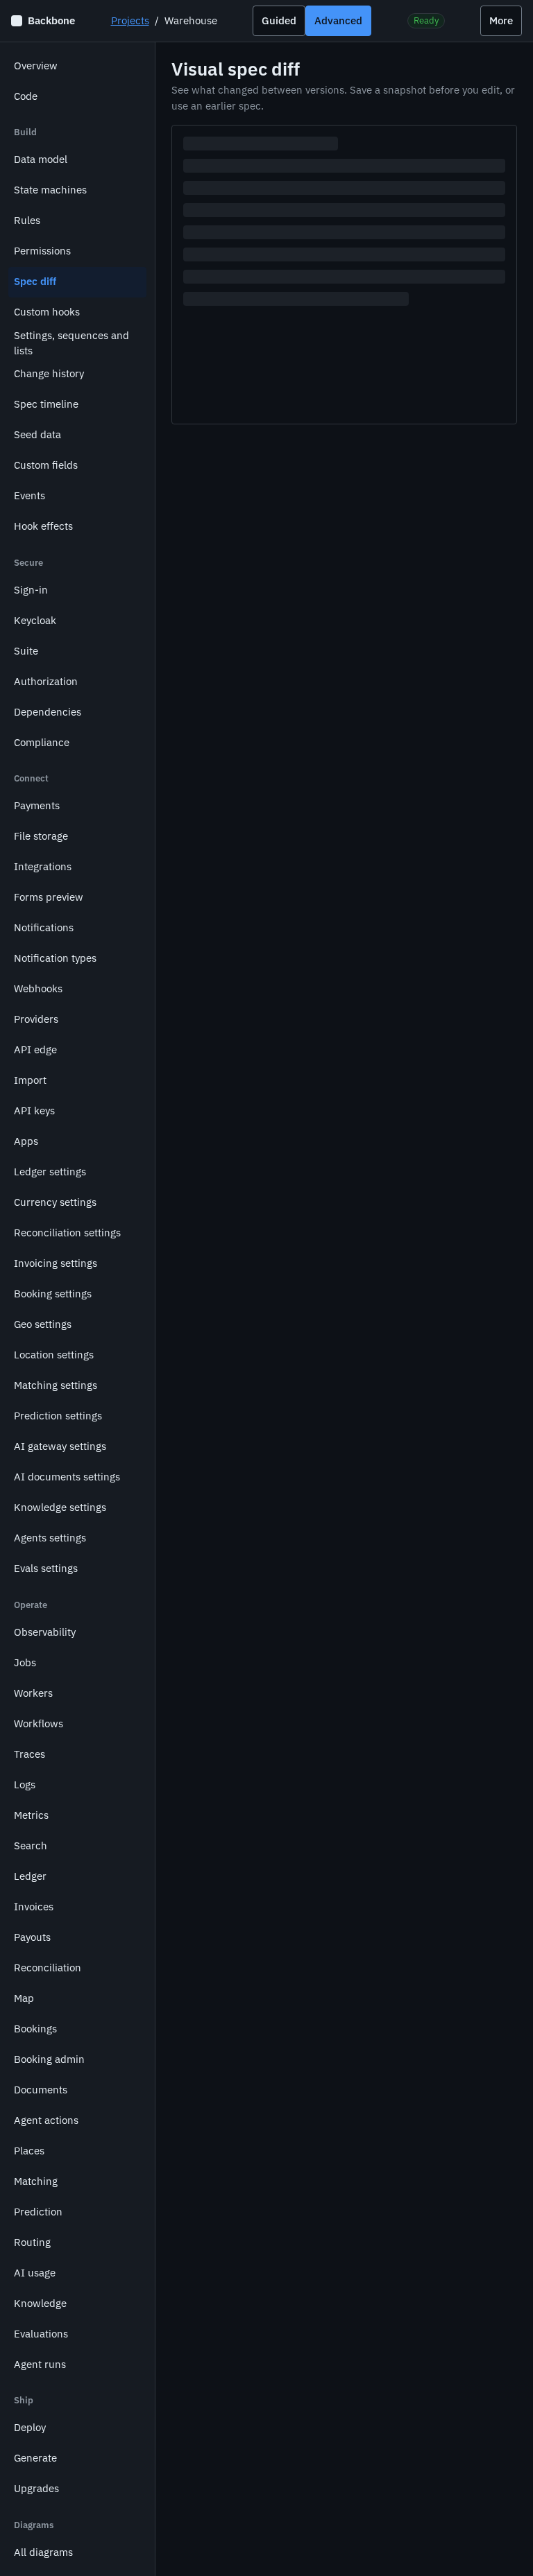 Backbone
Projects / Warehouse
Guided
Advanced
Ready
More
Overview
Code
Build
Data model
State machines
Rules
Permissions
Spec diff
Custom hooks
Settings, sequences and
lists
Change history
Spec timeline
Seed data
Custom fields
Events
Hook effects
Secure
Sign-in
Keycloak
Suite
Authorization
Dependencies
Compliance
Connect
Payments
File storage
Integrations
Forms preview
Notifications
Notification types
Webhooks
Providers
API edge
Import
API keys
Apps
Ledger settings
Currency settings
Reconciliation settings
Invoicing settings
Booking settings
Geo settings
Location settings
Matching settings
Prediction settings
AI gateway settings
AI documents settings
Knowledge settings
Agents settings
Evals settings
Operate
Observability
Jobs
Workers
Workflows
Traces
Logs
Metrics
Search
Ledger
Invoices
Payouts
Reconciliation
Map
Bookings
Booking admin
Documents
Agent actions
Places
Matching
Prediction
Routing
AI usage
Knowledge
Evaluations
Agent runs
Ship
Deploy
Generate
Upgrades
Diagrams
All diagrams
Visual spec diff
See what changed between versions. Save a snapshot before you edit, or
use an earlier spec.